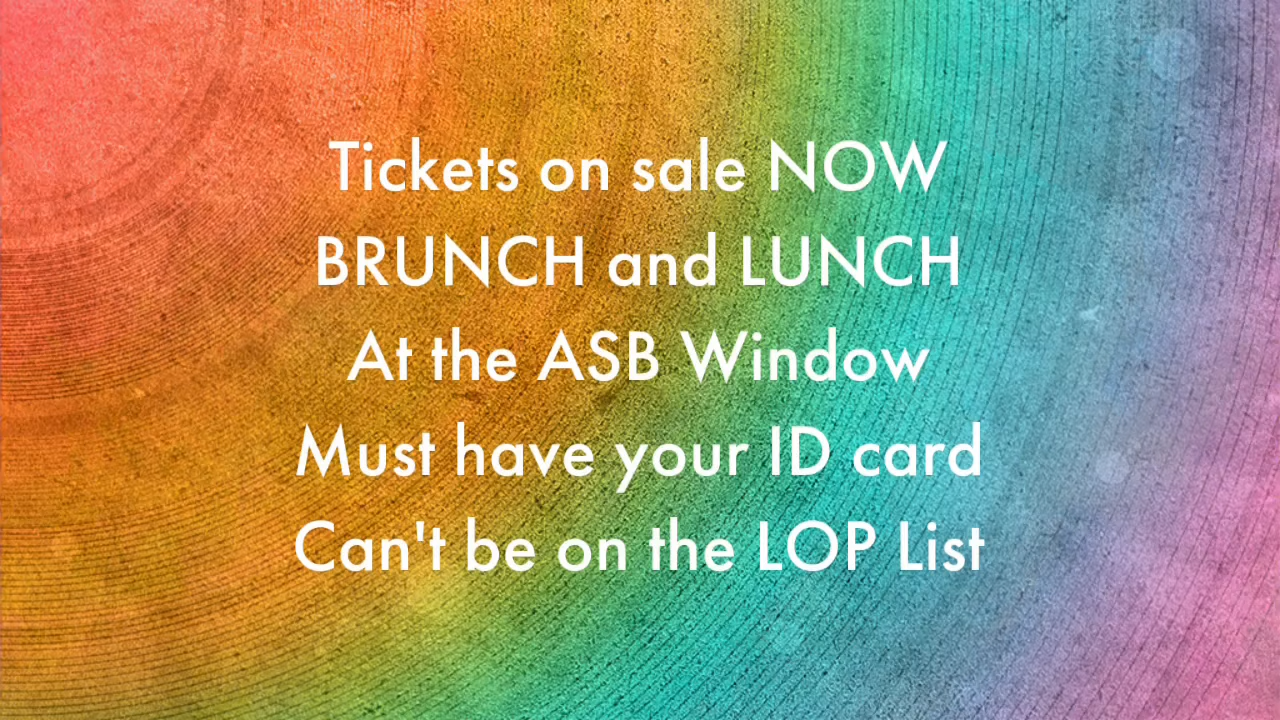 Tickets on sale NOW
BRUNCH and LUNCH
At the ASB Window
Must have your ID card
Can't be on the LOP List